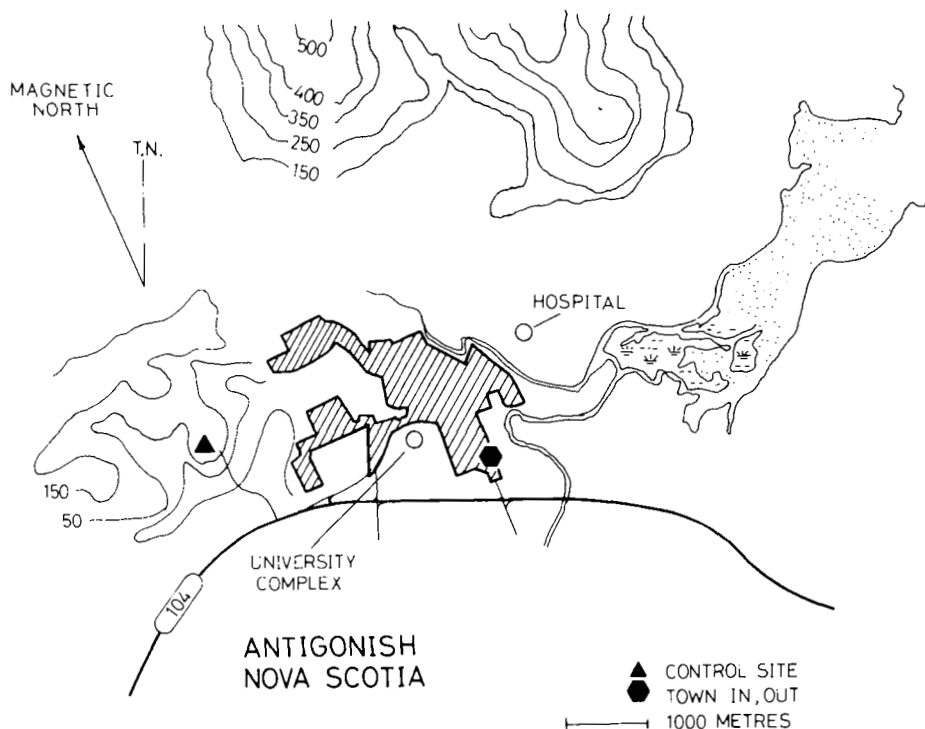 500
400
350
250
150
MAGNETIC
NORTH
T.N.
HOSPITAL
150
50
UNIVERSITY
COMPLEX
104
ANTIGONISH
NOVA SCOTIA
CONTROL SITE
TOWN IN, OUT
1000 METRES